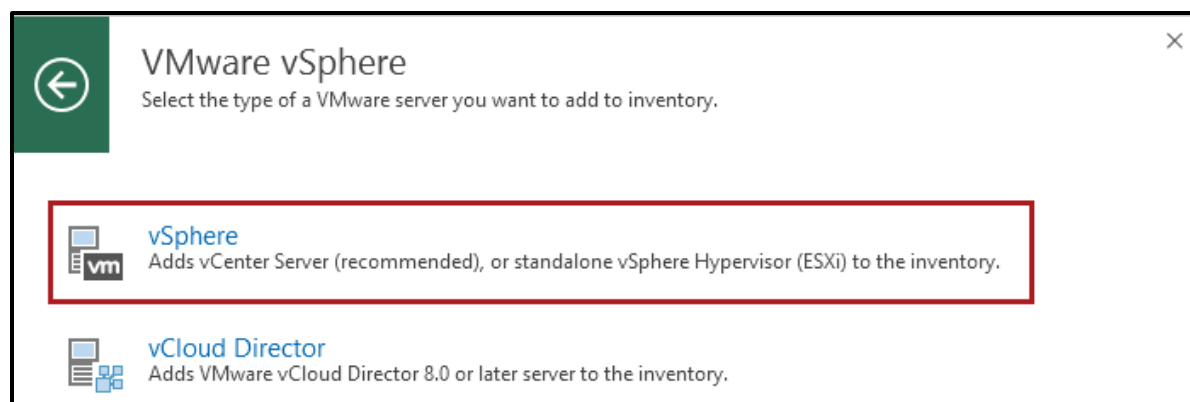 VMware vSphere
Select the type of a VMware server you want to add to inventory.
vSphere
vm
Adds vCenter Server (recommended), or standalone vSphere Hypervisor (ESXi) to the inventory.
vCloud Director
Adds VMware vCloud Director 8.0 or later server to the inventory.